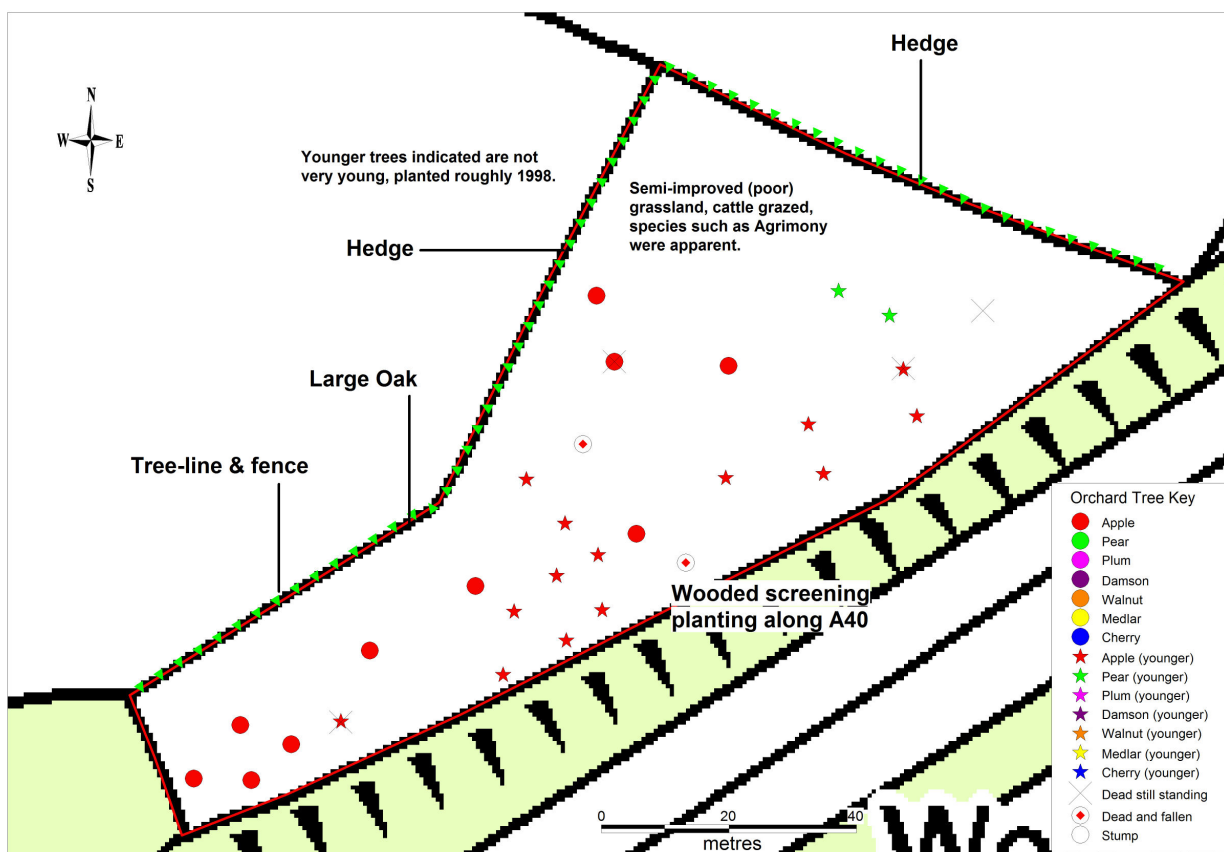 Hedge
N
W E
S
Younger trees indicated are not
very young, planted roughly 1998.
Semi-improved (poor)
grassland, cattle grazed,
species such as Agrimony
were apparent.
Hedge
Large Oak
Tree-line & fence
Wooded screening
planting along A40
Orchard Tree Key
Apple
Pear
Plum
Damson
Walnut
Medlar
Cherry
Apple (younger)
Pear (younger)
Plum (younger)
Damson (younger)
Walnut (younger)
Medlar (younger)
Cherry (younger)
Dead still standing
Dead and fallen
Stump
0 20 40
metres